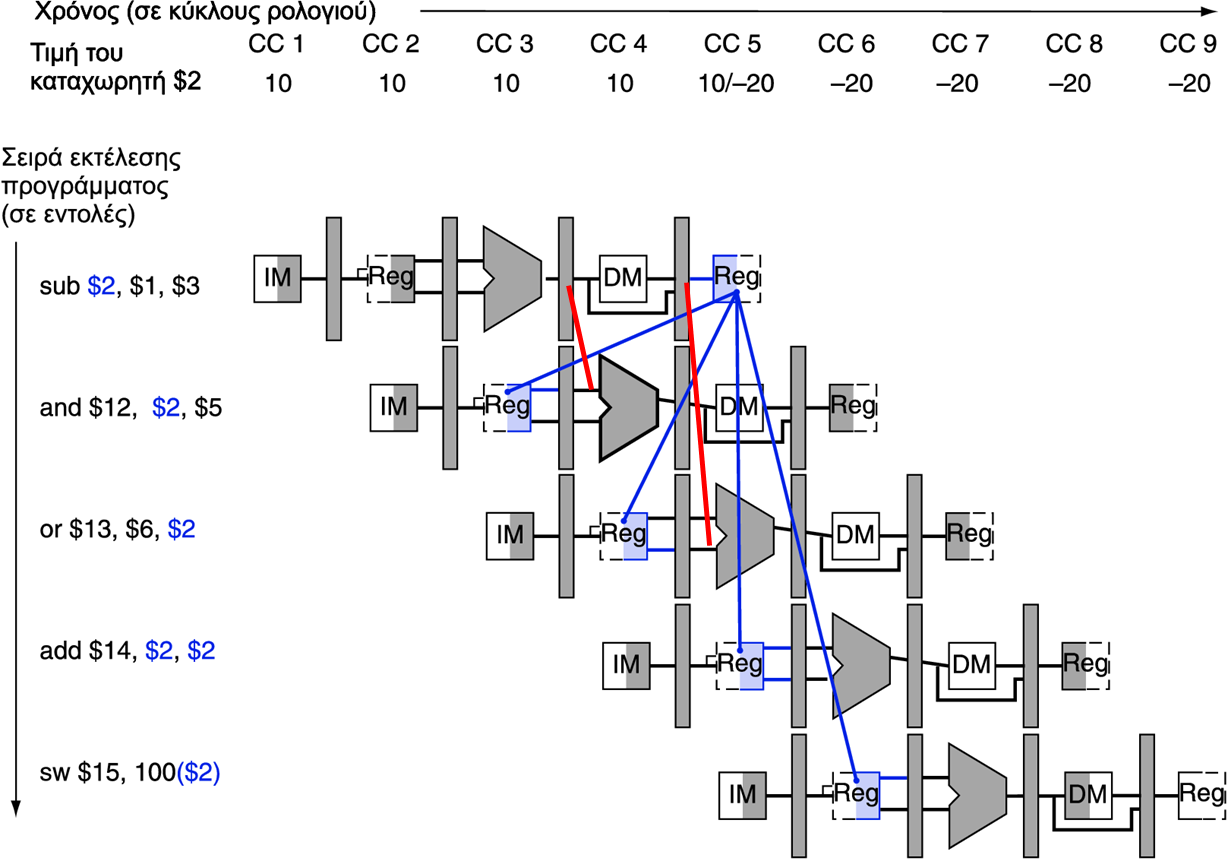 Χρόνος (σε κύκλους ρολογιού)
CC 1 CC 2 CC 3 CC 4 CC 5 CC 6 CC 7 CC 8 CC 9
Τιμή του
καταχωρητή $2 10 10 10 10 10/–20 –20 –20 –20 –20
Σειρά εκτέλεσης
προγράμματος
(σε εντολές)
sub $2, $1, $3 IM Reg DM Reg
and $12, $2, $5 IM Reg DM Reg
or $13, $6, $2 IM Reg DM Reg
add $14, $2, $2 IM Reg DM Reg
sw $15, 100($2) IM Reg DM Reg